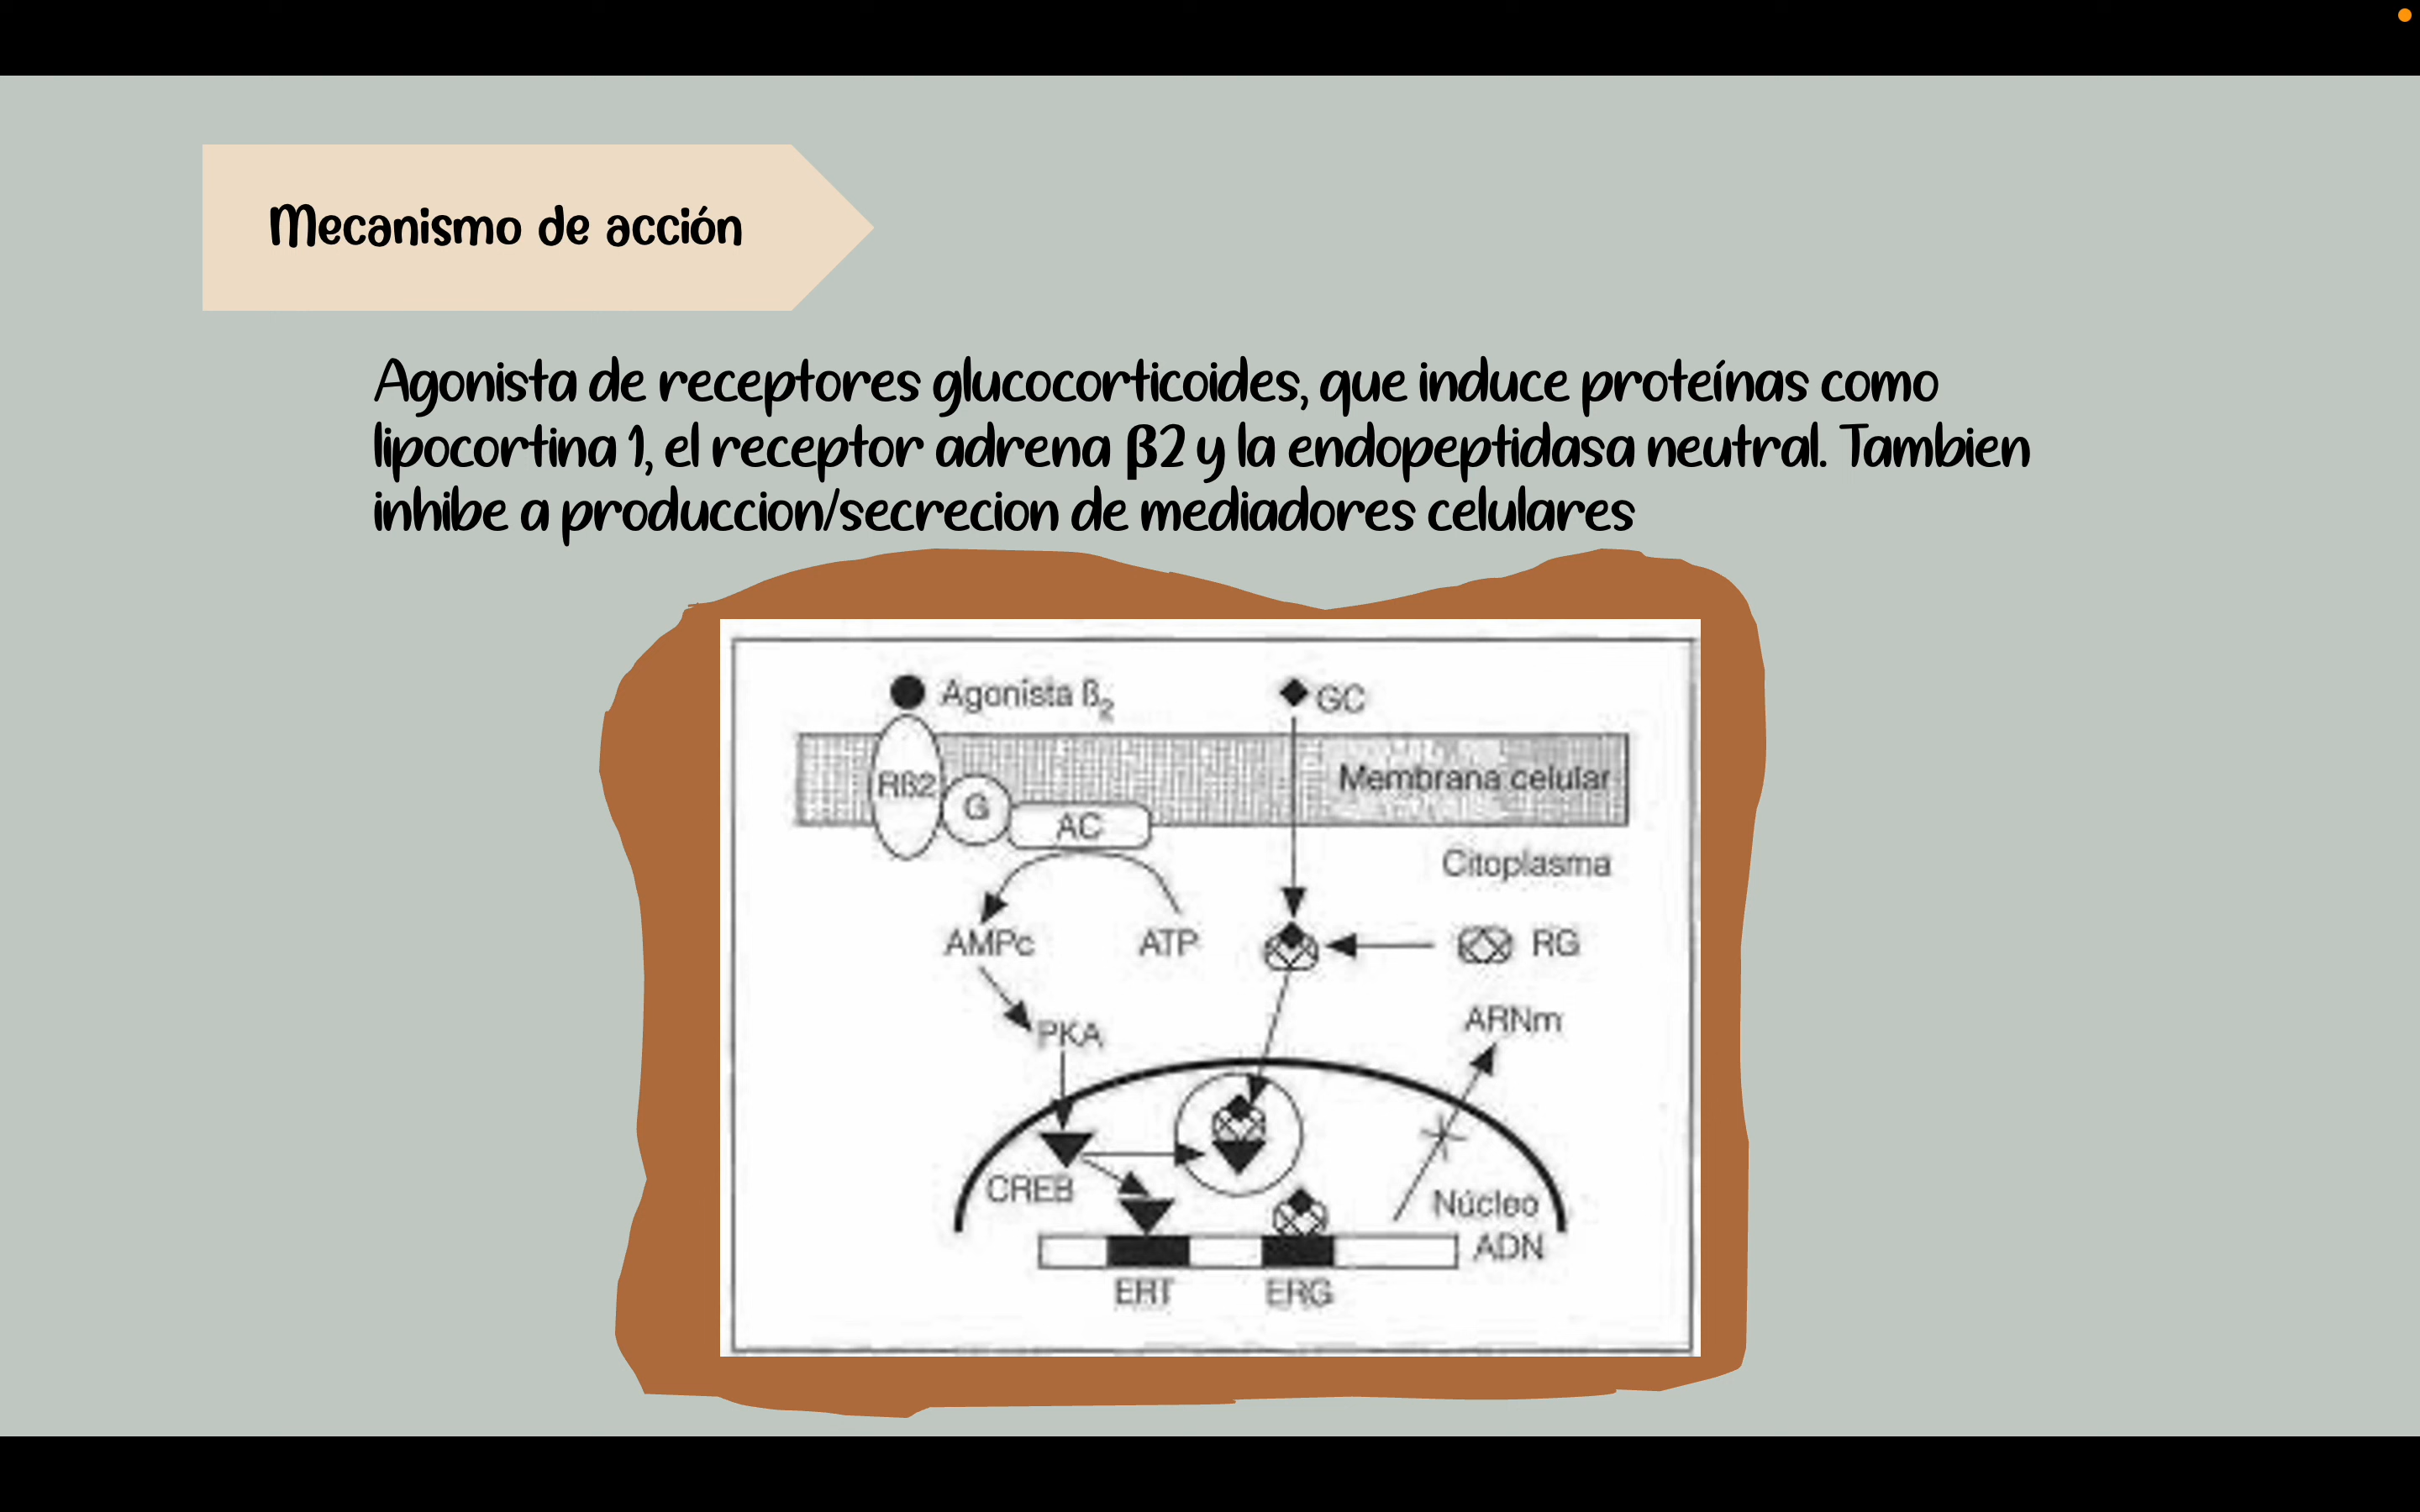 Mecanismo de acción
Agonista de receptores glucocorticoides, que induce proteínas como
lipocortina 1, el receptor adrena β2 y la endopeptidasa neutral. Tambien
inhibe a produccion/secrecion de mediadores celulares
Agonista ß2
GC
Rß2
G
AC
Membrana celular
Citoplasma
AMPc
ATP
RG
PKA
ARNm
CREB
Núcleo
ADN
ERT
ERG